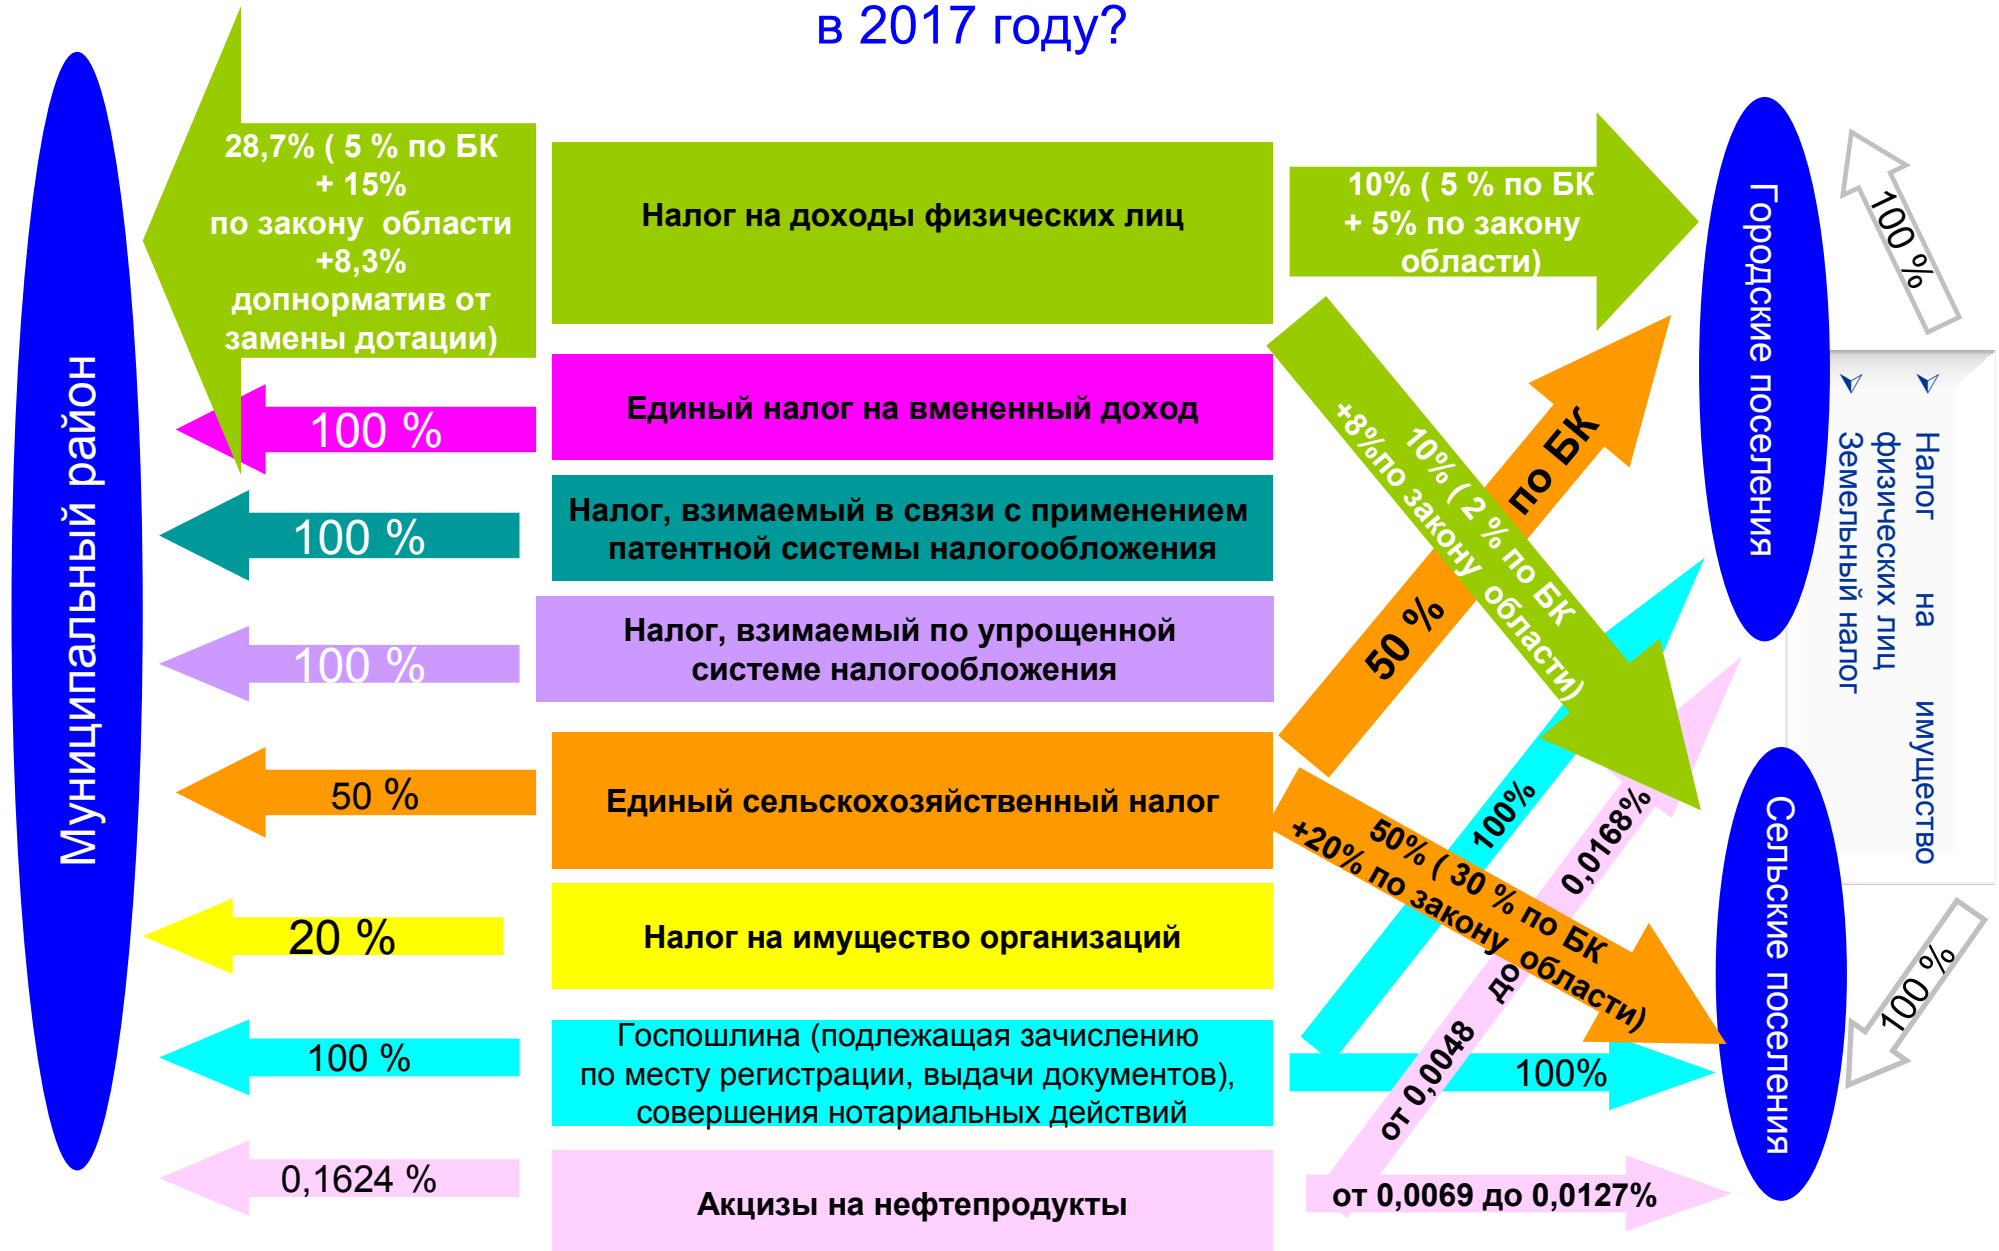 в 2017 году?
Муниципальный район
28,7% ( 5 % по БК
+ 15%
по закону области
+8,3%
допнорматив от
замены дотации)
100 %
100 %
100 %
50 %
20 %
100 %
0,1624 %
Налог на доходы физических лиц
Единый налог на вмененный доход
Налог, взимаемый в связи с применением
патентной системы налогообложения
Налог, взимаемый по упрощенной
системе налогообложения
Единый сельскохозяйственный налог
Налог на имущество организаций
Госпошлина (подлежащая зачислению
по месту регистрации, выдачи документов),
совершения нотариальных действий
Акцизы на нефтепродукты
10% ( 5 % по БК
+ 5% по закону
области)
10% ( 2 % по БК
+8%по закону области)
50 % по БК
100%
от 0,0048 до 0,0168%
50% ( 30 % по БК
+20% по закону области)
100%
от 0,0069 до 0,0127%
Городские поселения
Сельские поселения
100 %
⮚ Налог на имущество
физических лиц
⮚ Земельный налог
100 %